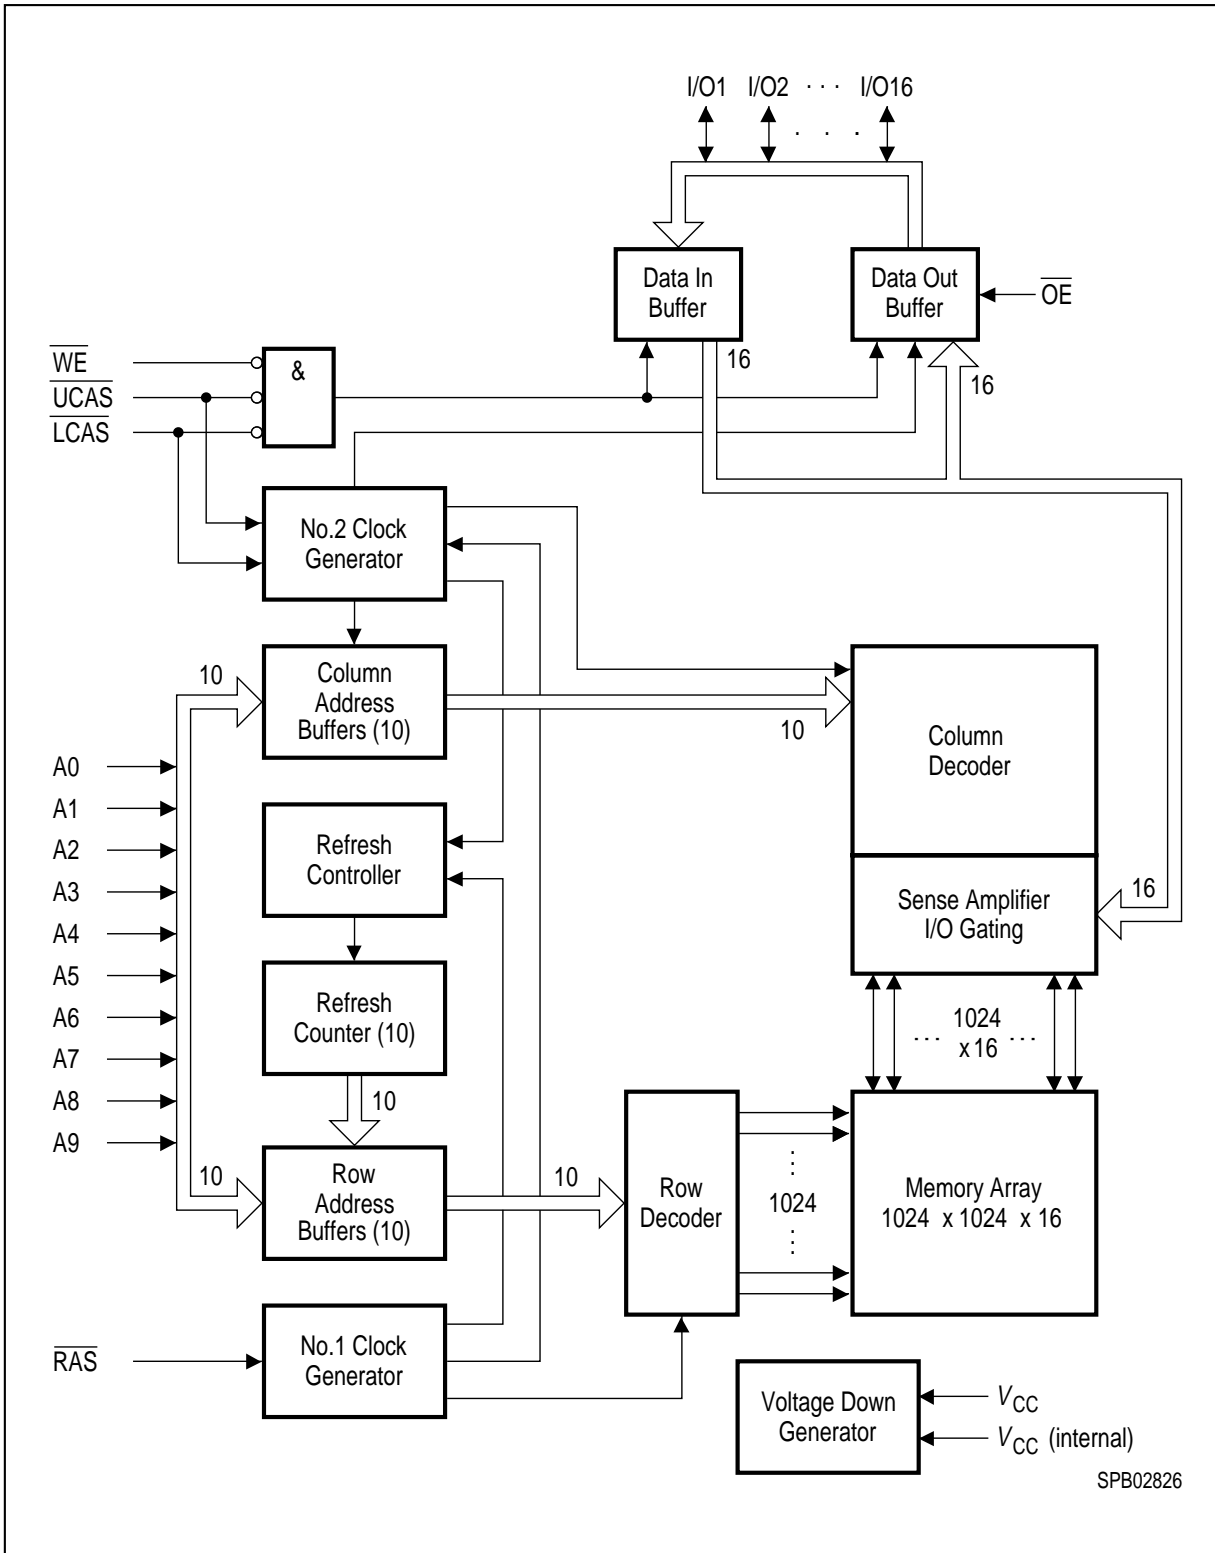 I/O1 I/O2 · · · I/O16
· · ·
Data In
Buffer
Data Out
Buffer
OE
WE
UCAS
LCAS
&
16
16
No.2 Clock
Generator
10
Column
Address
Buffers (10)
10
Column
Decoder
A0
A1
A2
A3
A4
A5
A6
A7
A8
A9
Refresh
Controller
Sense Amplifier
I/O Gating
16
Refresh
Counter (10)
10
· · · 1024 · · ·
x 16
10
Row
Address
Buffers (10)
10
Row
Decoder
1024
Memory Array
1024 x 1024 x 16
RAS
No.1 Clock
Generator
Voltage Down
Generator
VCC
VCC (internal)
SPB02826